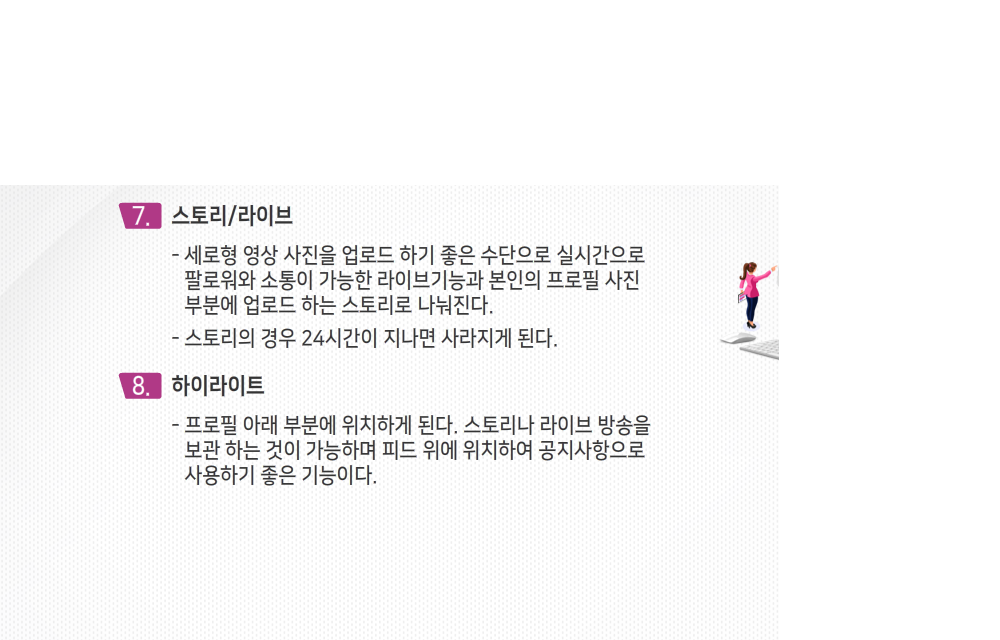 7. 스토리/라이브
- 세로형 영상 사진을 업로드 하기 좋은 수단으로 실시간으로
팔로워와 소통이 가능한 라이브기능과 본인의 프로필 사진
부분에 업로드 하는 스토리로 나눠진다.
- 스토리의 경우 24시간이 지나면 사라지게 된다.
8. 하이라이트
- 프로필 아래 부분에 위치하게 된다. 스토리나 라이브 방송을
보관 하는 것이 가능하며 피드 위에 위치하여 공지사항으로
사용하기 좋은 기능이다.